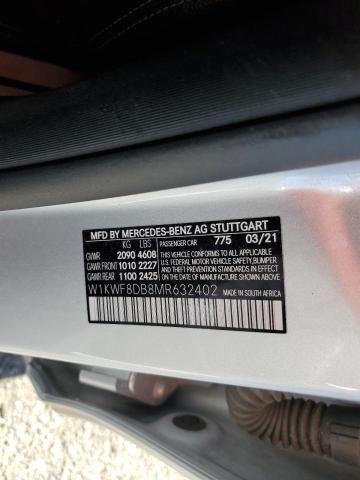 MFD BY MERCEDES-BENZ AG STUTTGART
KG LBS PASSENGER CAR 775 03/21
GVWR 2090 4608 THIS VEHICLE CONFORMS TO ALL
GAWR FRONT 1010 2227 APPLICABLE U.S. FEDERAL MOTOR
GAWR REAR 1100 2425 VEHICLE SAFETY, BUMPER, AND
THEFT PREVENTION STANDARDS IN EFFECT
ON THE DATE OF MANUFACTURE SHOWN ABOVE
W1KWF8DB8MR632402 MADE IN SOUTH AFRICA